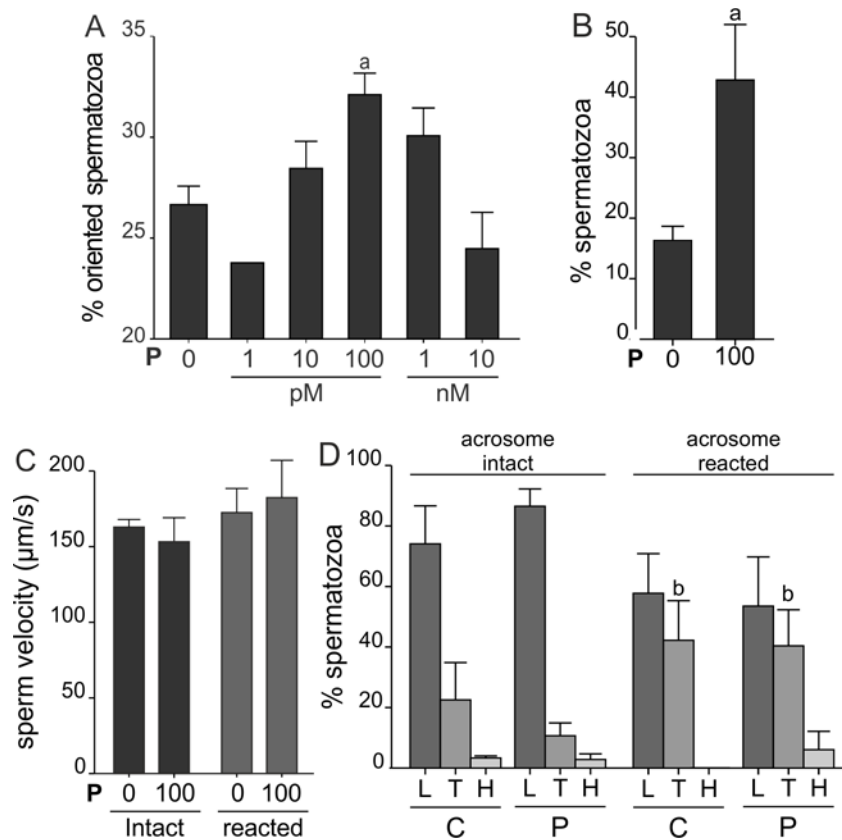 A
% oriented spermatozoa
35
30
25
20
a
P 0 1 10 100 1 10
pM nM
B
% spermatozoa
50
40
30
20
10
0
a
P 0 100
C
sperm velocity (µm/s)
200
150
100
50
0
P 0 100 0 100
Intact reacted
D
% spermatozoa
100
80
60
40
20
0
acrosome
intact
acrosome
reacted
b b
L T H L T H L T H L T H
C P C P